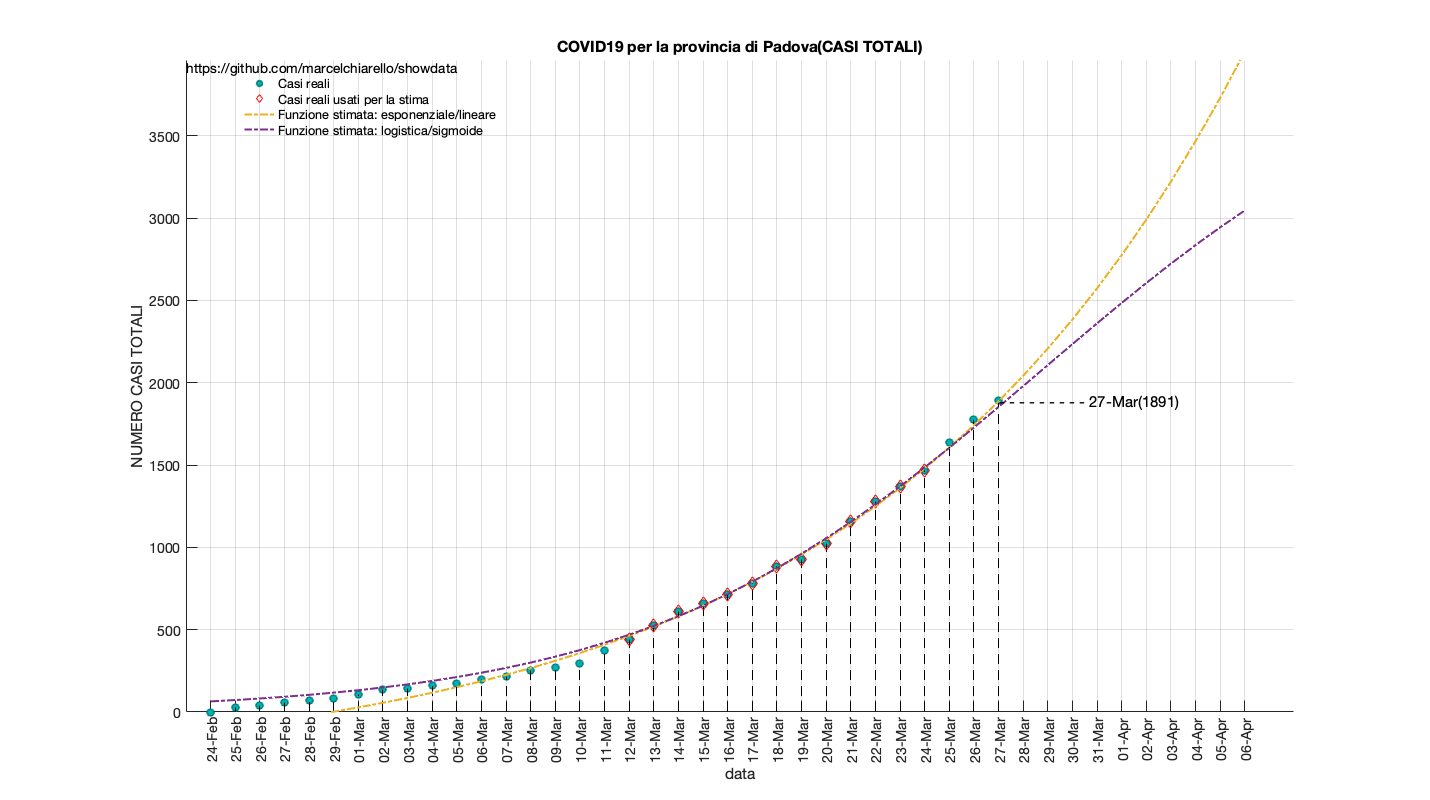 COVID19 per la provincia di Padova(CASI TOTALI)
https://github.com/marcelchiarello/showdata
Casi reali
Casi reali usati per la stima
Funzione stimata: esponenziale/lineare
Funzione stimata: logistica/sigmoide
NUMERO CASI TOTALI
3500
3000
2500
2000
1500
1000
500
0
27-Mar(1891)
24-Feb
25-Feb
26-Feb
27-Feb
28-Feb
29-Feb
01-Mar
02-Mar
03-Mar
04-Mar
05-Mar
06-Mar
07-Mar
08-Mar
09-Mar
10-Mar
11-Mar
12-Mar
13-Mar
14-Mar
15-Mar
16-Mar
17-Mar
18-Mar
19-Mar
20-Mar
21-Mar
22-Mar
23-Mar
24-Mar
25-Mar
26-Mar
27-Mar
28-Mar
29-Mar
30-Mar
31-Mar
01-Apr
02-Apr
03-Apr
04-Apr
05-Apr
06-Apr
data